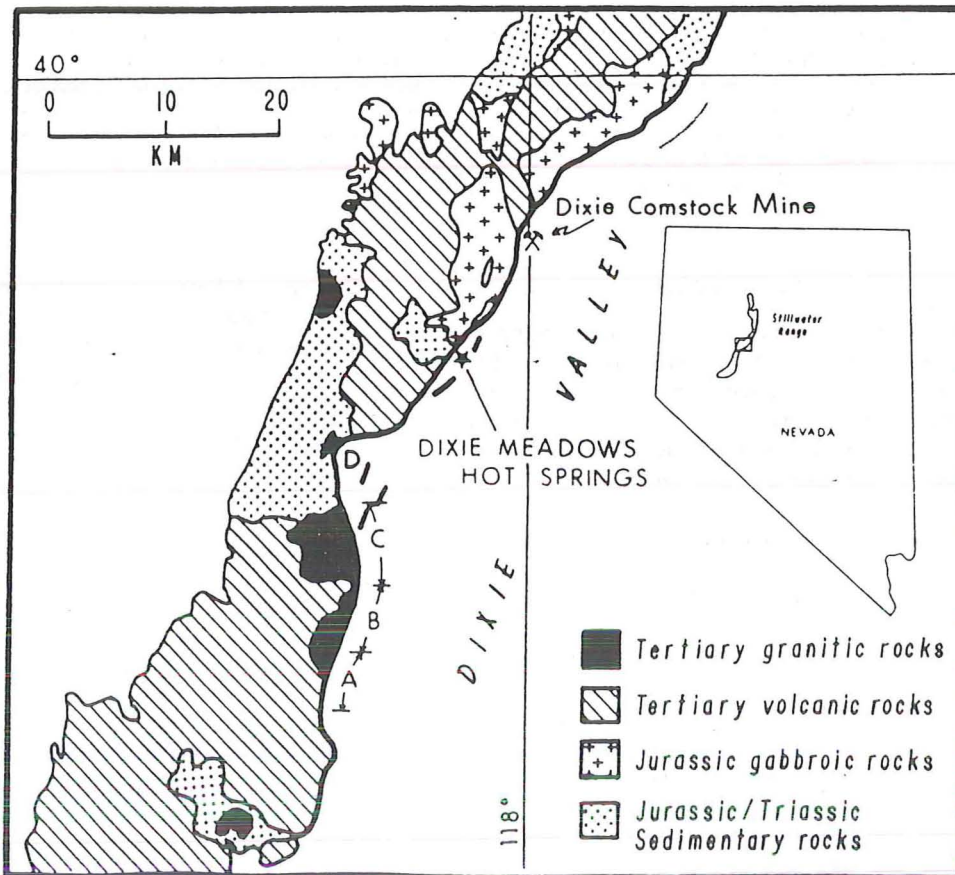 40°
0 10 20
KM
Dixie Comstock Mine
VALLEY
Stillwater
Range
NEVADA
DIXIE MEADOWS
HOT SPRINGS
D
C
B
A
DIXIE
118°
Tertiary granitic rocks
Tertiary volcanic rocks
Jurassic gabbroic rocks
Jurassic/Triassic
Sedimentary rocks